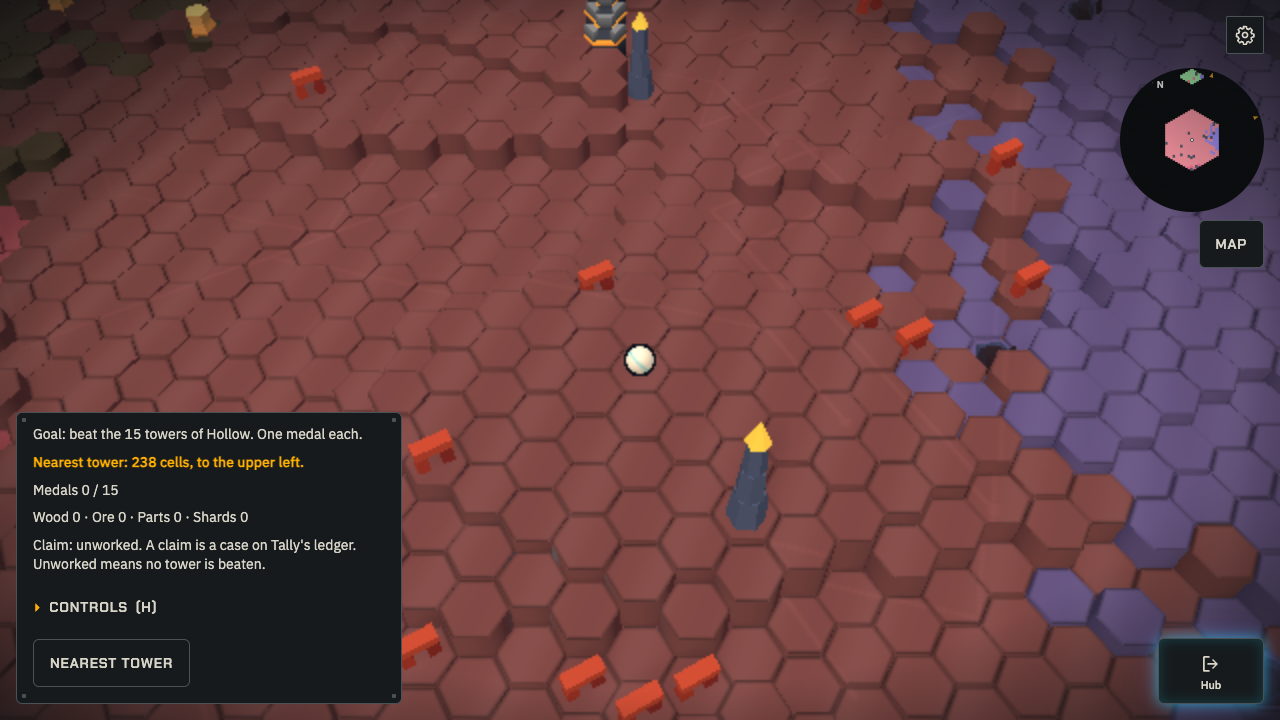 N
MAP
Goal: beat the 15 towers of Hollow. One medal each.
Nearest tower: 238 cells, to the upper left.
Medals 0 / 15
Wood 0 · Ore 0 · Parts 0 · Shards 0
Claim: unworked. A claim is a case on Tally's ledger.
Unworked means no tower is beaten.
CONTROLS (H)
NEAREST TOWER
Hub